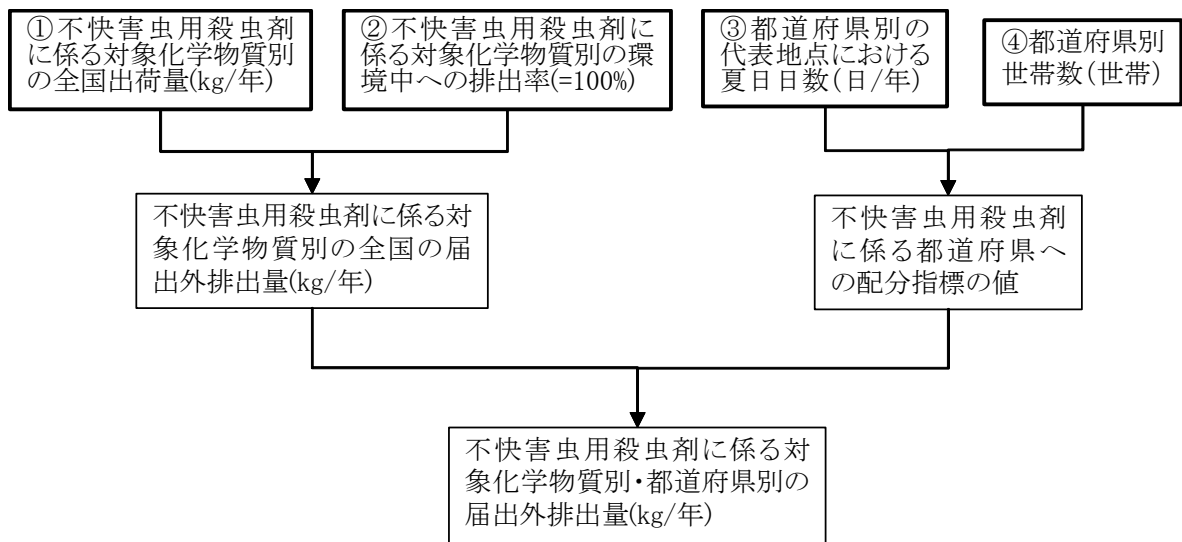 ①不快害虫用殺虫剤
に係る対象化学物質別
の全国出荷量(kg/年)
②不快害虫用殺虫剤に
係る対象化学物質別の環
境中への排出率(=100%)
③都道府県別の
代表地点における
夏日日数(日/年)
④都道府県別
世帯数(世帯)
不快害虫用殺虫剤に係る対
象化学物質別の全国の届
出外排出量(kg/年)
不快害虫用殺虫剤
に係る都道府県へ
の配分指標の値
不快害虫用殺虫剤に係る対
象化学物質別・都道府県別の
届出外排出量(kg/年)